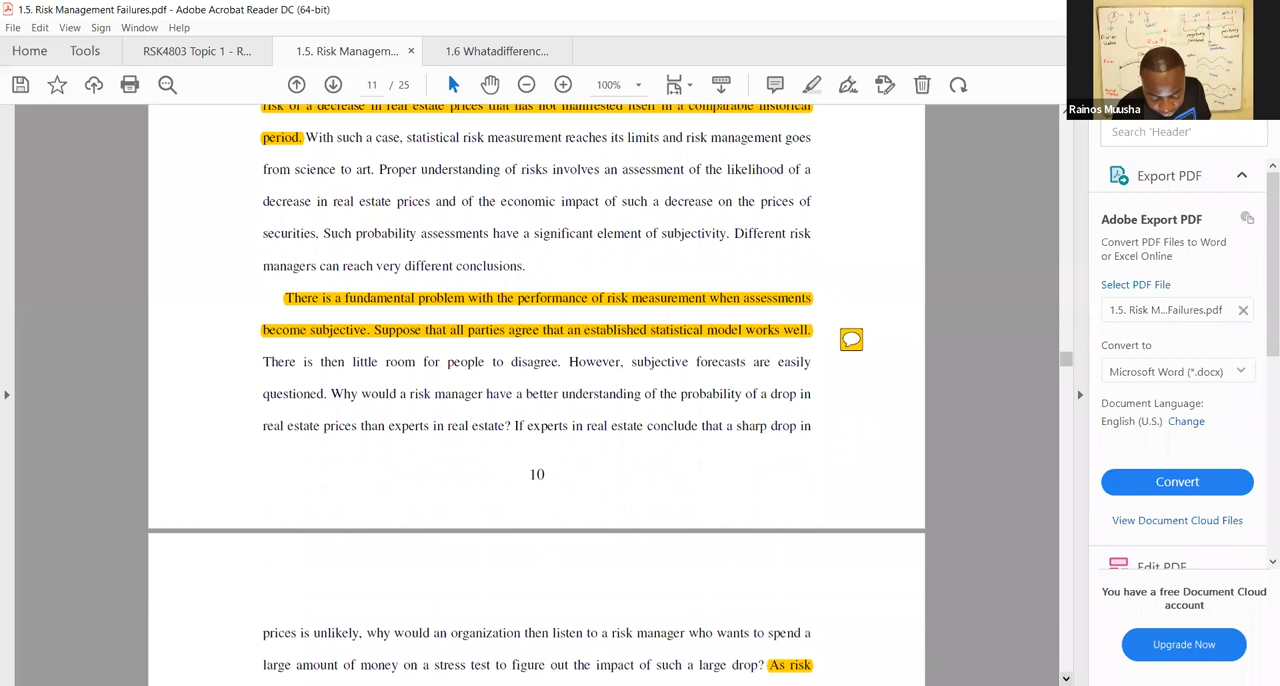 1.5. Risk Management Failures.pdf - Adobe Acrobat Reader DC (64-bit)
File Edit View Sign Window Help
Home Tools RSK4803 Topic 1 - R... 1.5. Risk Managem... × 1.6 Whatadifferenc...
11 / 25 100%
Rainos Muusha
risk of a decrease in real estate prices that has not manifested itself in a comparable historical
period. With such a case, statistical risk measurement reaches its limits and risk management goes
from science to art. Proper understanding of risks involves an assessment of the likelihood of a
decrease in real estate prices and of the economic impact of such a decrease on the prices of
securities. Such probability assessments have a significant element of subjectivity. Different risk
managers can reach very different conclusions.
There is a fundamental problem with the performance of risk measurement when assessments
become subjective. Suppose that all parties agree that an established statistical model works well.
There is then little room for people to disagree. However, subjective forecasts are easily
questioned. Why would a risk manager have a better understanding of the probability of a drop in
real estate prices than experts in real estate? If experts in real estate conclude that a sharp drop in
10
prices is unlikely, why would an organization then listen to a risk manager who wants to spend a
large amount of money on a stress test to figure out the impact of such a large drop? As risk
Search 'Header'
Export PDF
Adobe Export PDF
Convert PDF Files to Word
or Excel Online
Select PDF File
1.5. Risk M...Failures.pdf
Convert to
Microsoft Word (*.docx)
Document Language:
English (U.S.) Change
Convert
View Document Cloud Files
Edit PDF
You have a free Document Cloud
account
Upgrade Now